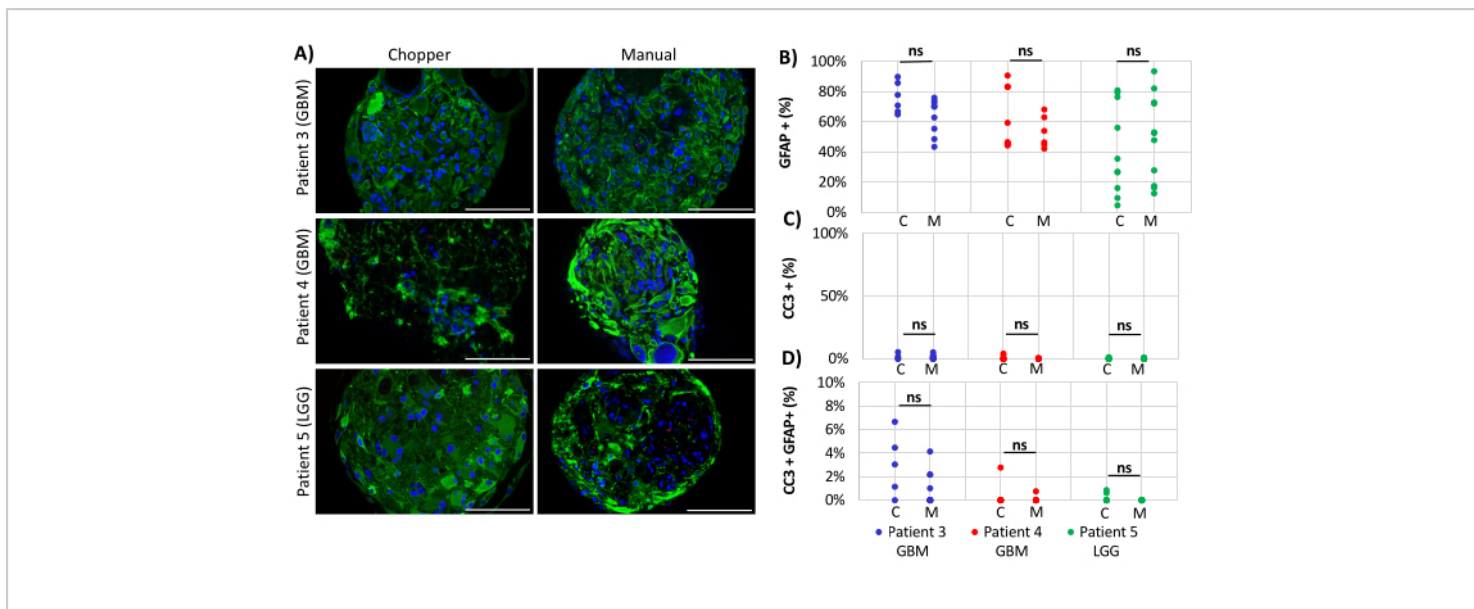 A)
Chopper
Manual
Patient 3 (GBM)
Patient 4 (GBM)
Patient 5 (LGG)
B)
ns
ns
ns
100%
80%
60%
40%
20%
0%
GFAP + (%)
C M C M C M
C)
100%
50%
0%
CC3 + (%)
ns
ns
ns
C M C M C M
D)
10%
8%
6%
4%
2%
0%
CC3 + GFAP+ (%)
ns
ns
ns
C M C M C M
Patient 3
GBM
Patient 4
GBM
Patient 5
LGG